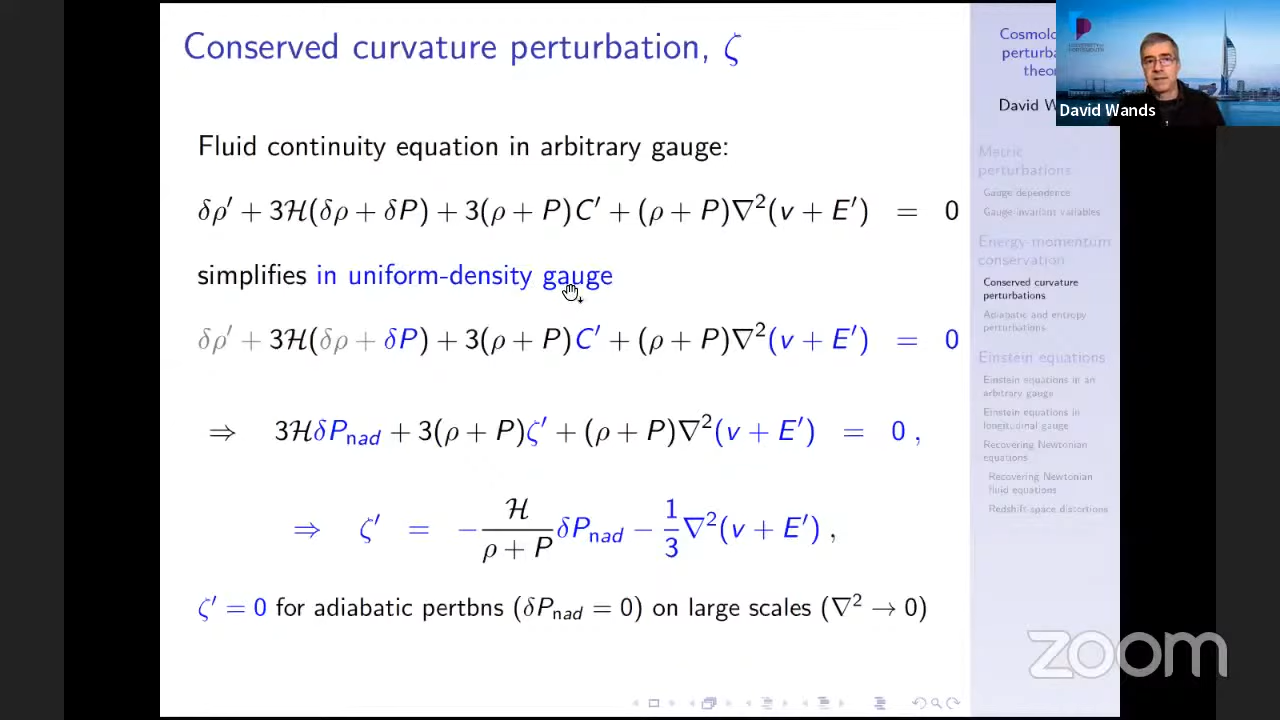 Conserved curvature perturbation, ζ
Fluid continuity equation in arbitrary gauge:
δρ′ + 3ℋ(δρ + δP) + 3(ρ + P)C′ + (ρ + P)∇²(v + E′) = 0
simplifies in uniform-density gauge
δρ′ + 3ℋ(δρ + δP) + 3(ρ + P)C′ + (ρ + P)∇²(v + E′) = 0
⇒ 3ℋδP_nad + 3(ρ + P)ζ′ + (ρ + P)∇²(v + E′) = 0 ,
⇒ ζ′ = −ℋ/(ρ + P) δP_nad − 1/3 ∇²(v + E′) ,
ζ′ = 0 for adiabatic pertbns (δP_nad = 0) on large scales (∇² → 0)
David Wands
David W
Metric
perturbations
Gauge dependence
Gauge-invariant variables
Energy-momentum
conservation
Conserved curvature
perturbations
Adiabatic and entropy
perturbations
Einstein equations
Einstein equations in an
arbitrary gauge
Einstein equations in
longitudinal gauge
Recovering Newtonian
equations
Recovering Newtonian
fluid equations
Redshift-space distortions
zoom